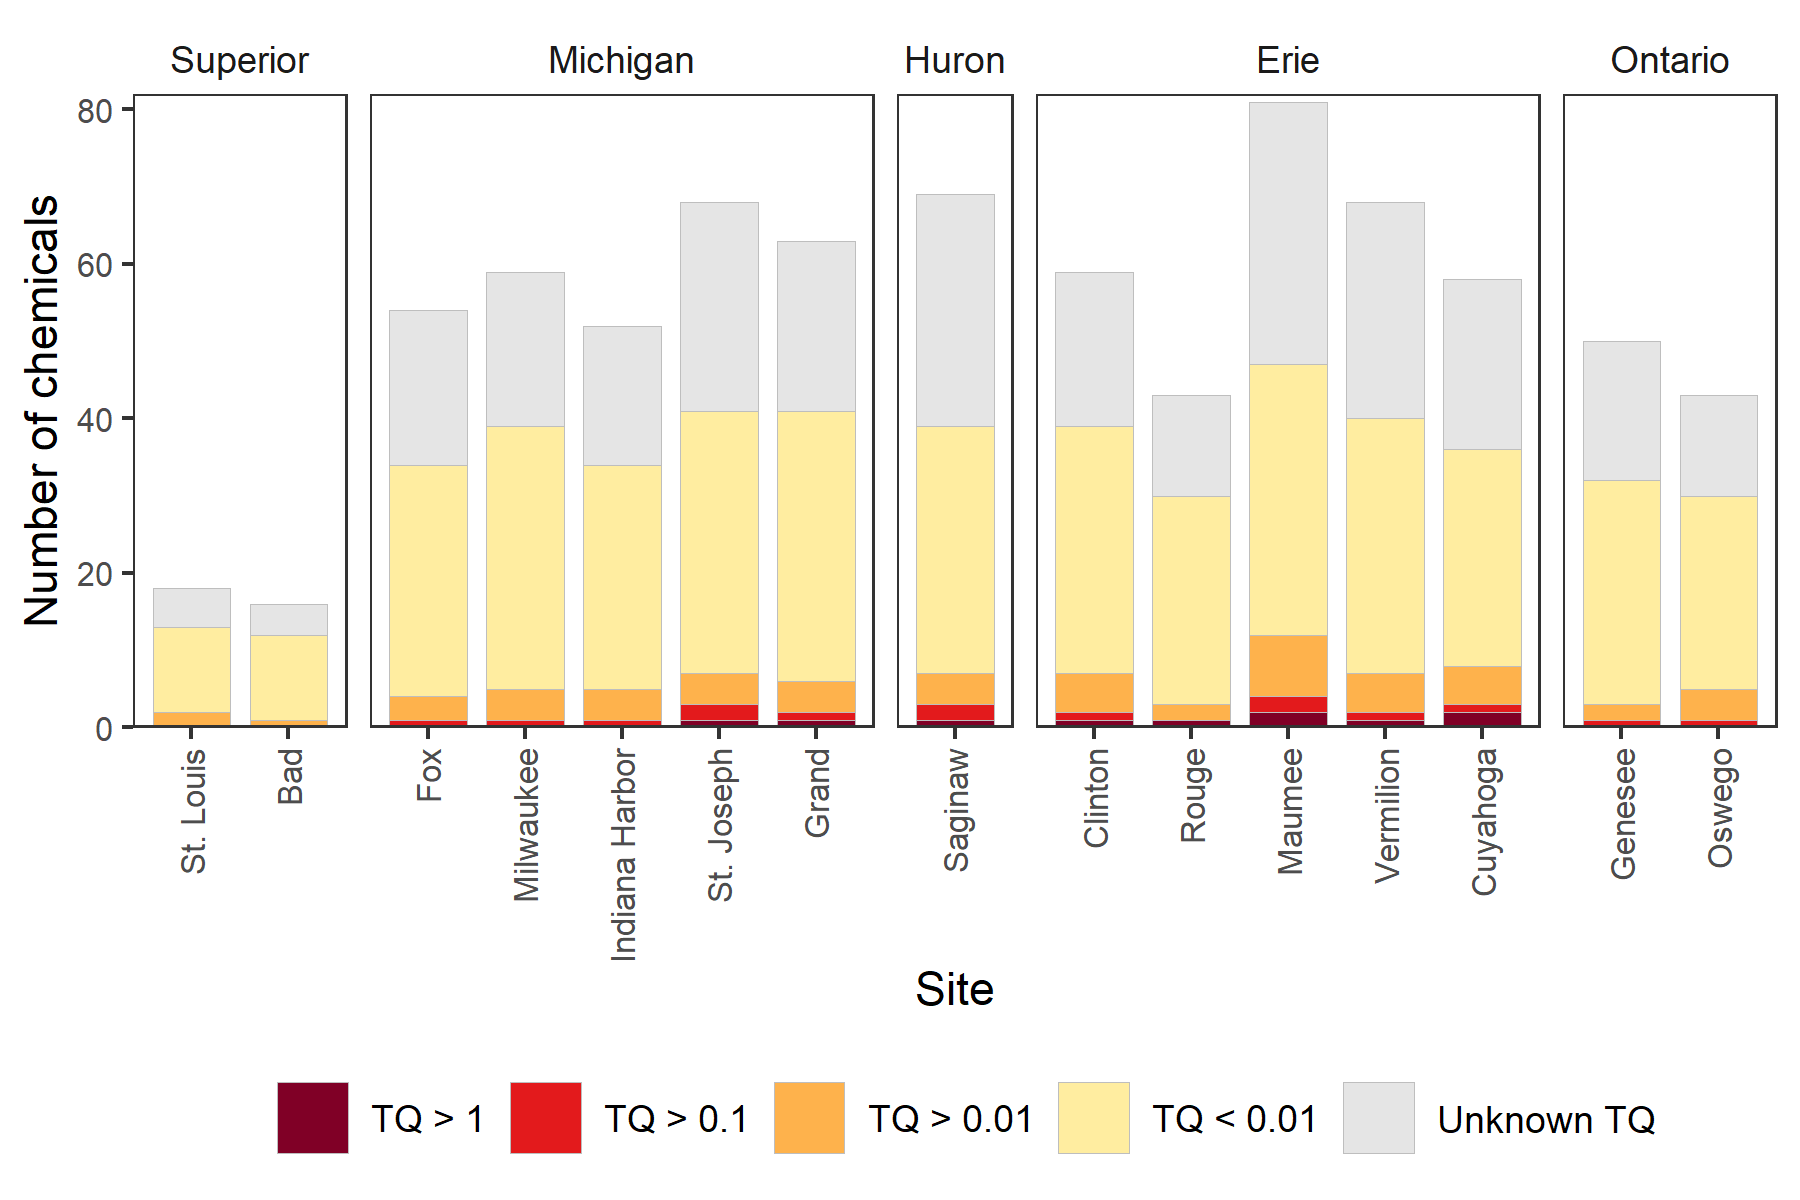 Superior
Michigan
Huron
Erie
Ontario
Number of chemicals
80
60
40
20
0
St. Louis
Bad
Fox
Milwaukee
Indiana Harbor
St. Joseph
Grand
Saginaw
Clinton
Rouge
Maumee
Vermilion
Cuyahoga
Genesee
Oswego
Site
TQ > 1
TQ > 0.1
TQ > 0.01
TQ < 0.01
Unknown TQ